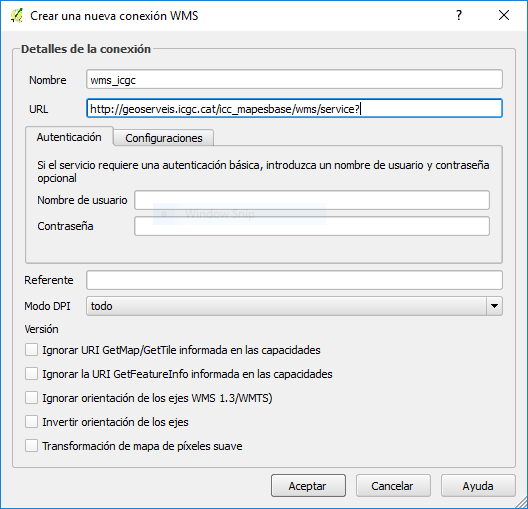 Crear una nueva conexión WMS
Detalles de la conexión
Nombre
wms_icgc
URL
http://geoserveis.icgc.cat/icc_mapesbase/wms/service?
Autenticación
Configuraciones
Si el servicio requiere una autenticación básica, introduzca un nombre de usuario y contraseña
opcional
Nombre de usuario
Window Snip
Contraseña
Referente
Modo DPI
todo
Versión
Ignorar URI GetMap/GetTile informada en las capacidades
Ignorar la URI GetFeatureInfo informada en las capacidades
Ignorar orientación de los ejes WMS 1.3/WMTS)
Invertir orientación de los ejes
Transformación de mapa de píxeles suave
Aceptar
Cancelar
Ayuda